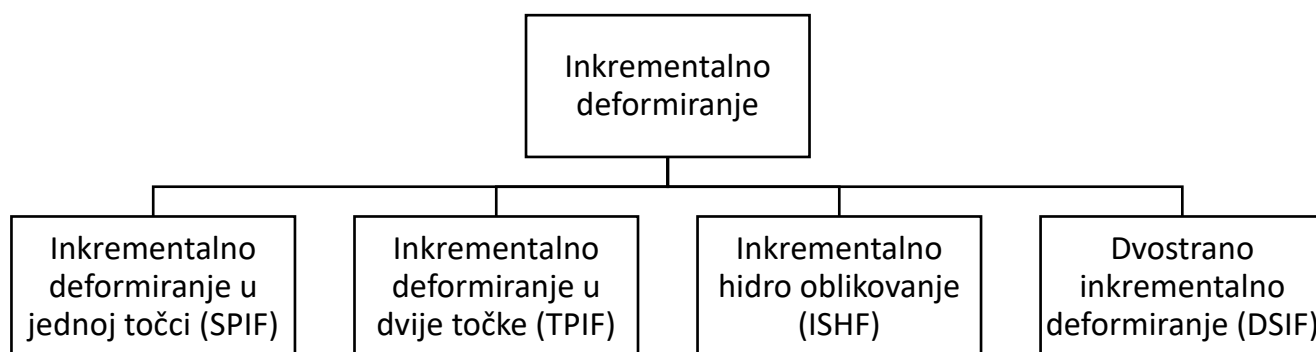 Inkrementalno
deformiranje
Inkrementalno
deformiranje u
jednoj točci (SPIF)
Inkrementalno
deformiranje u
dvije točke (TPIF)
Inkrementalno
hidro oblikovanje
(ISHF)
Dvostrano
inkrementalno
deformiranje (DSIF)